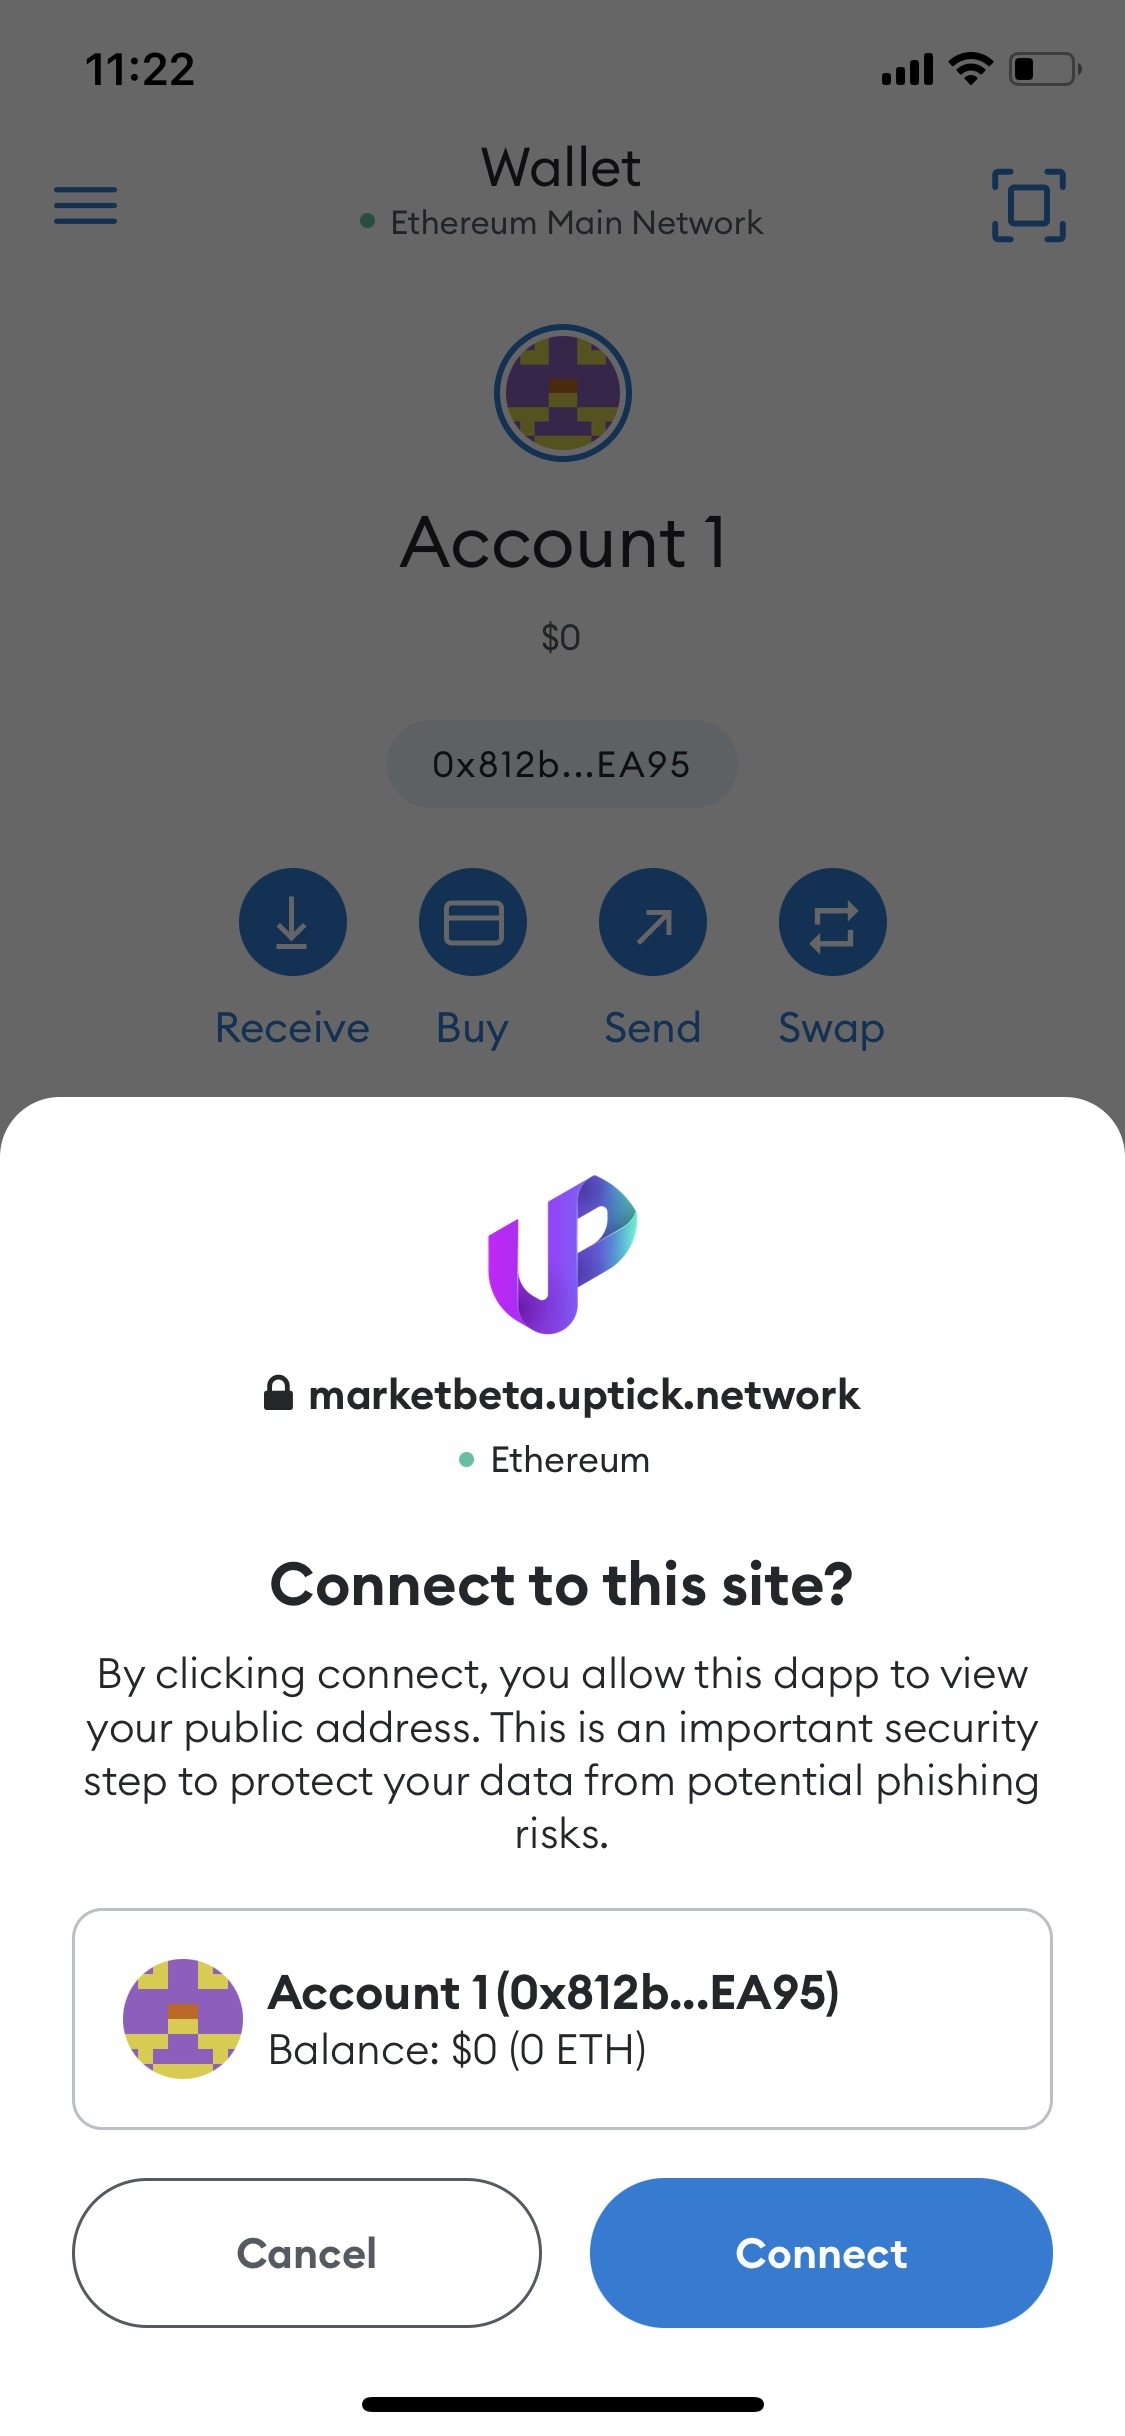 11:22
Wallet
Ethereum Main Network
Account 1
$0
0x812b...EA95
Receive Buy Send Swap
marketbeta.uptick.network
Ethereum
Connect to this site?
By clicking connect, you allow this dapp to view
your public address. This is an important security
step to protect your data from potential phishing
risks.
Account 1 (0x812b...EA95)
Balance: $0 (0 ETH)
Cancel Connect